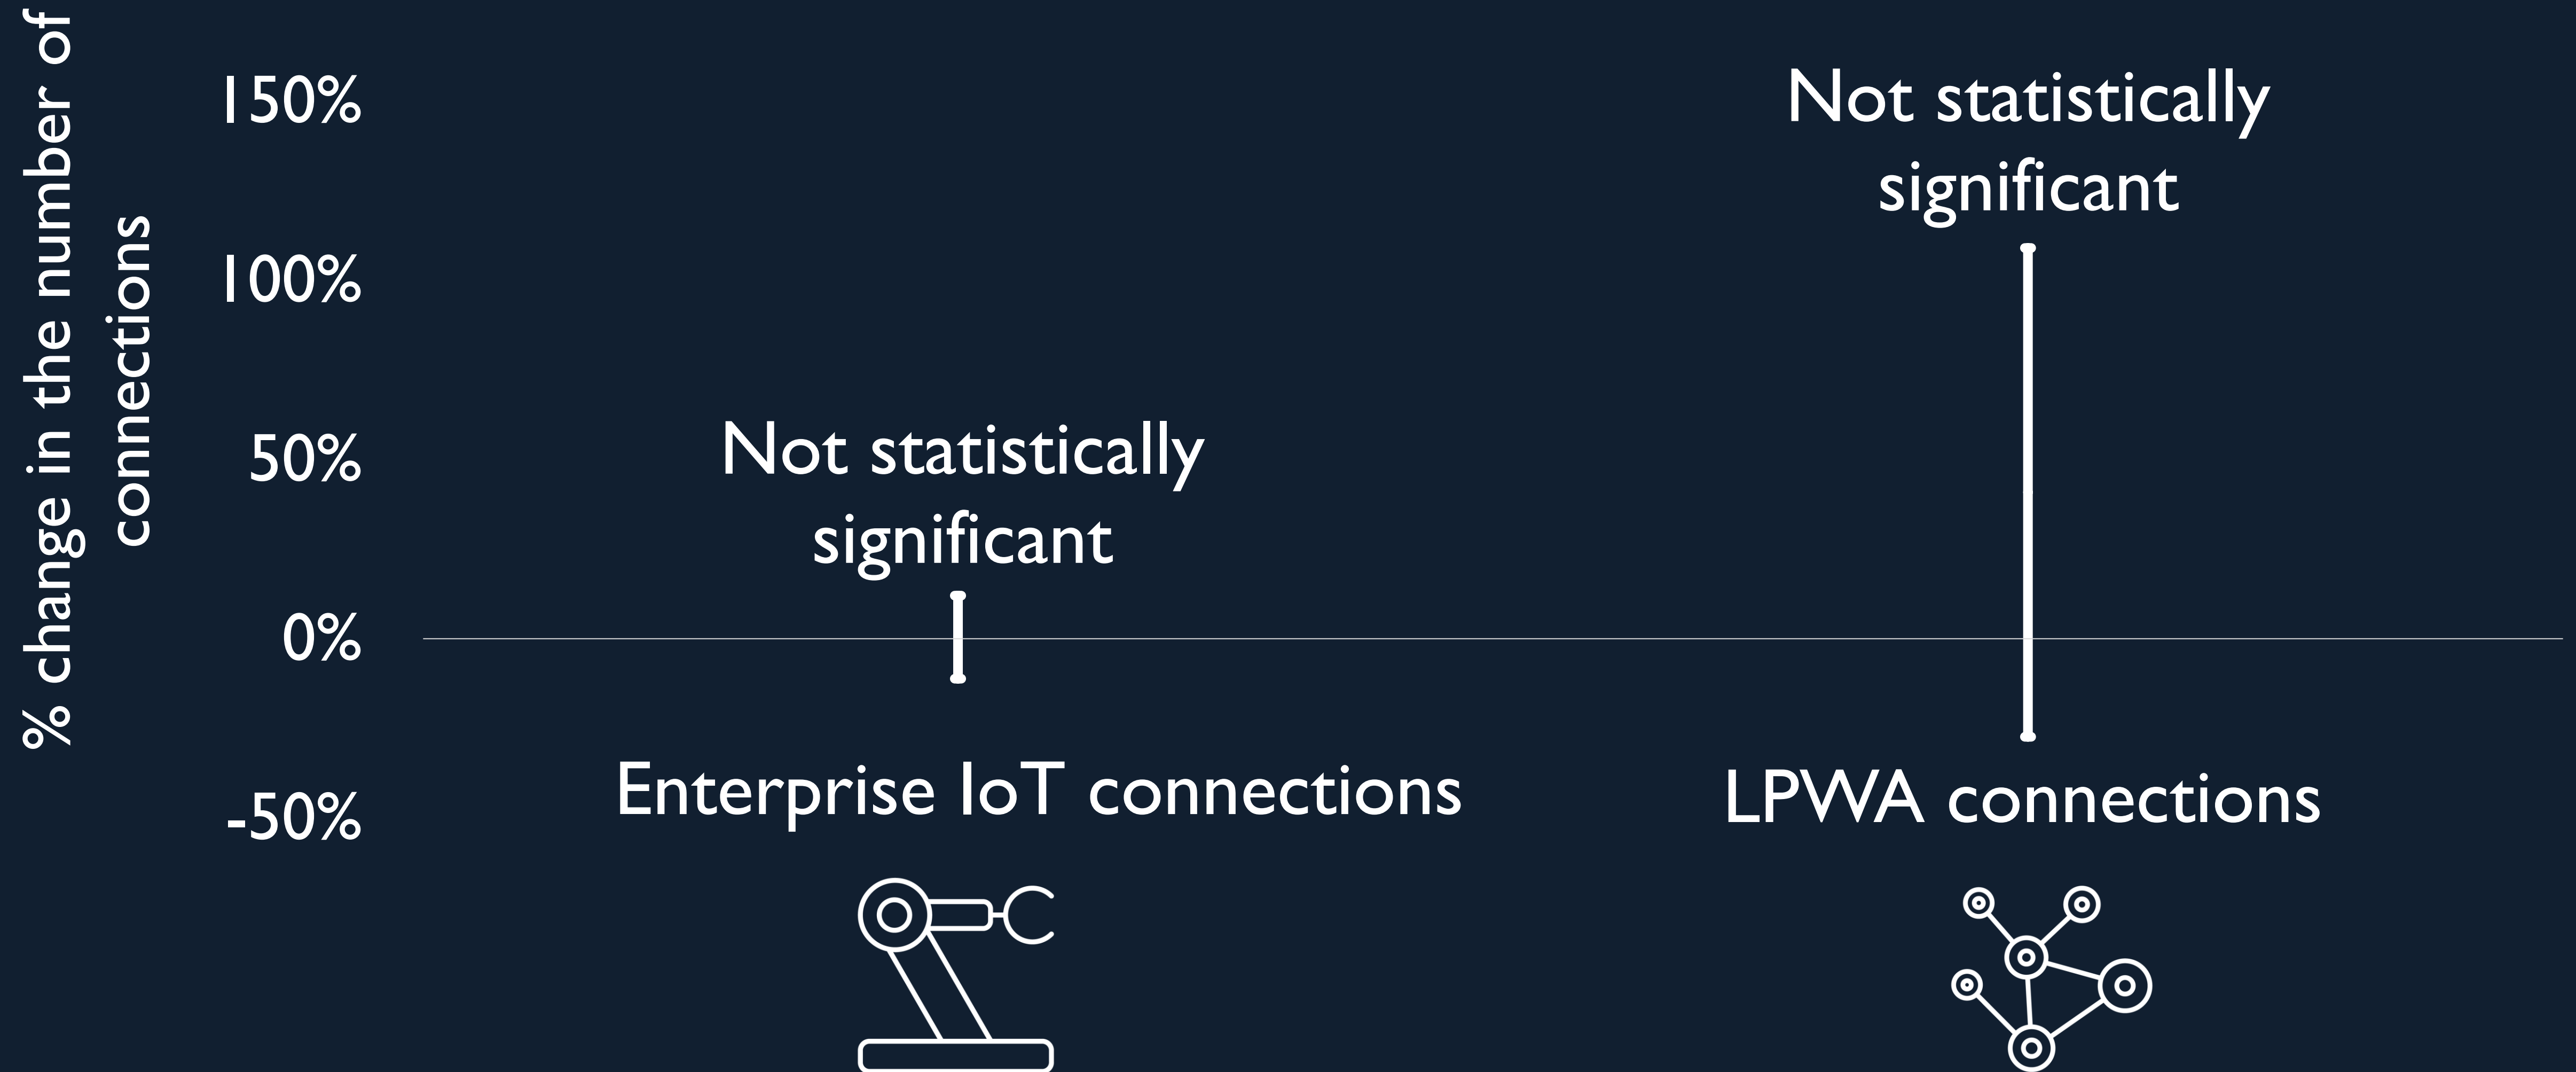 % change in the number of
connections
150%
100%
50%
0%
-50%
Not statistically
significant
Not statistically
significant
Enterprise IoT connections
LPWA connections